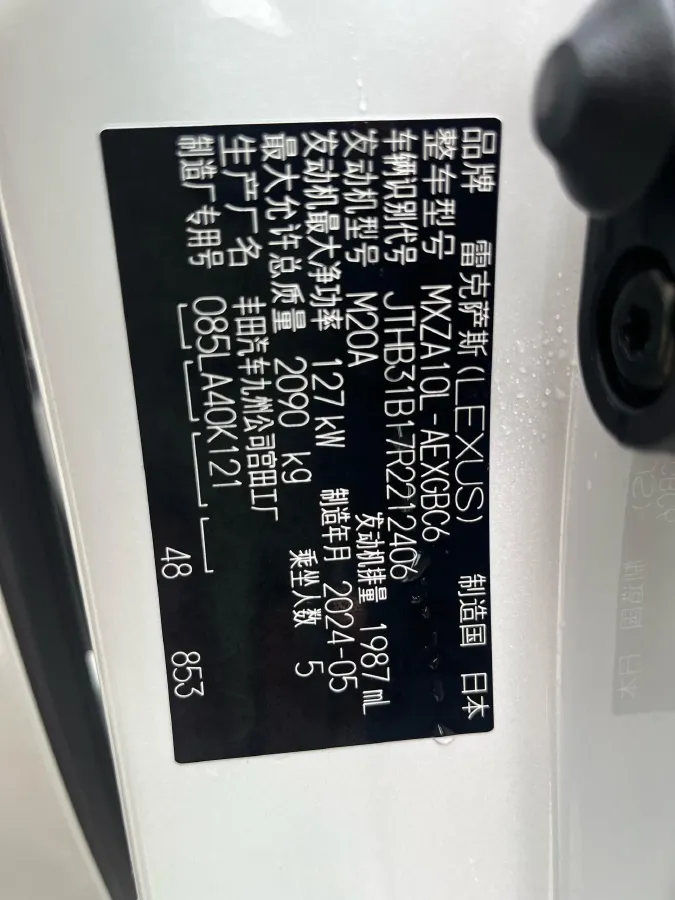 品牌 雷克萨斯(LEXUS) 制造国 日本
整车型号 MXZA10L-AEXGBC6
车辆识别代号 JTHB31B17R2212406
发动机型号 M20A 发动机排量 1987 mL
发动机最大净功率 127 kW 制造年月 2024-05
最大允许总质量 2090 kg 乘坐人数 5
生产厂名 丰田汽车九州公司宫田工厂
制造厂专用号 085LA40K121
48 853